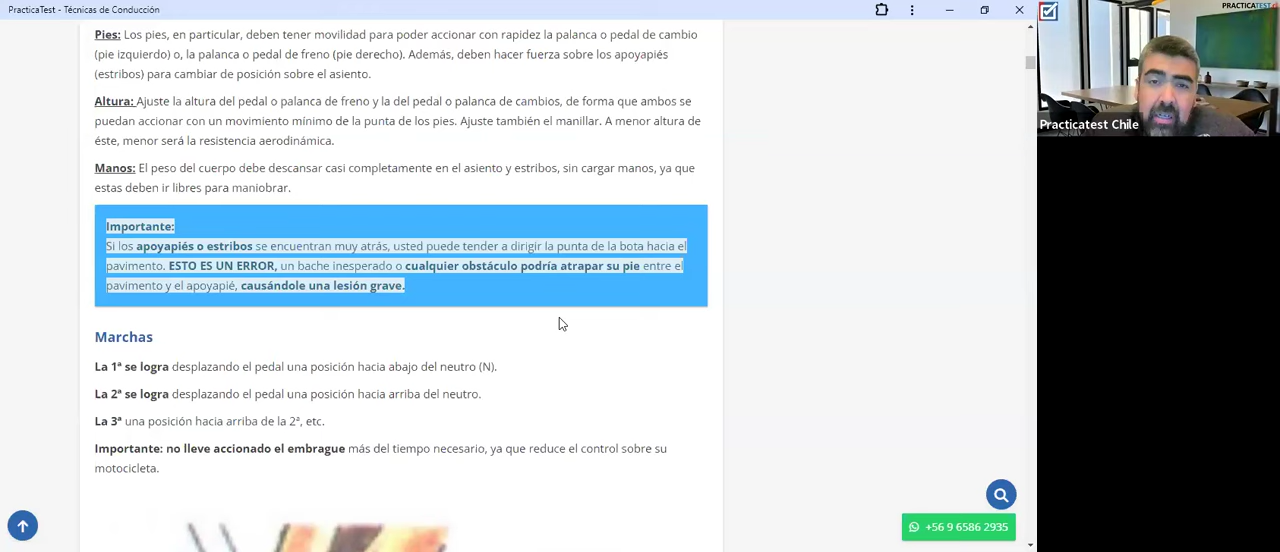 PracticaTest - Técnicas de Conducción
Pies: Los pies, en particular, deben tener movilidad para poder accionar con rapidez la palanca o pedal de cambio
(pie izquierdo) o, la palanca o pedal de freno (pie derecho). Además, deben hacer fuerza sobre los apoyapiés
(estribos) para cambiar de posición sobre el asiento.
Altura: Ajuste la altura del pedal o palanca de freno y la del pedal o palanca de cambios, de forma que ambos se
puedan accionar con un movimiento mínimo de la punta de los pies. Ajuste también el manillar. A menor altura de
éste, menor será la resistencia aerodinámica.
Manos: El peso del cuerpo debe descansar casi completamente en el asiento y estribos, sin cargar manos, ya que
estas deben ir libres para maniobrar.
Importante:
Si los apoyapiés o estribos se encuentran muy atrás, usted puede tender a dirigir la punta de la bota hacia el
pavimento. ESTO ES UN ERROR, un bache inesperado o cualquier obstáculo podría atrapar su pie entre el
pavimento y el apoyapié, causándole una lesión grave.
Marchas
La 1ª se logra desplazando el pedal una posición hacia abajo del neutro (N).
La 2ª se logra desplazando el pedal una posición hacia arriba del neutro.
La 3ª una posición hacia arriba de la 2ª, etc.
Importante: no lleve accionado el embrague más del tiempo necesario, ya que reduce el control sobre su
motocicleta.
+56 9 6586 2935
PRACTICATEST
Practicatest Chile